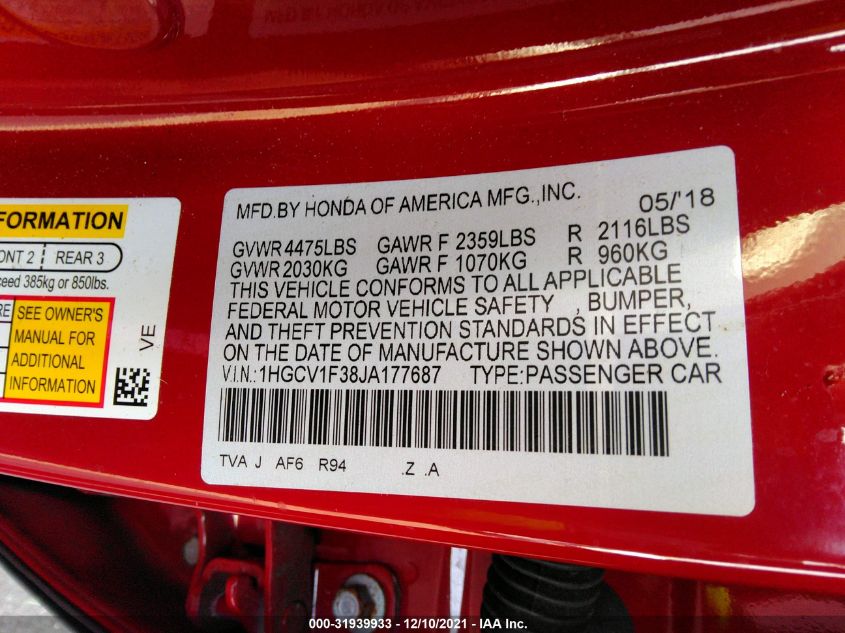 FORMATION
ONT 2 | REAR 3
ceed 385kg or 850lbs.
RE
SEE OWNER'S
MANUAL FOR
ADDITIONAL
INFORMATION
VE
MFD.BY HONDA OF AMERICA MFG.,INC. 05/'18
GVWR 4475LBS GAWR F 2359LBS R 2116LBS
GVWR 2030KG GAWR F 1070KG R 960KG
THIS VEHICLE CONFORMS TO ALL APPLICABLE
FEDERAL MOTOR VEHICLE SAFETY , BUMPER,
AND THEFT PREVENTION STANDARDS IN EFFECT
ON THE DATE OF MANUFACTURE SHOWN ABOVE.
V.I.N.:1HGCV1F38JA177687 TYPE:PASSENGER CAR
TVA J AF6 R94 .Z .A
000-31939933 - 12/10/2021 - IAA Inc.